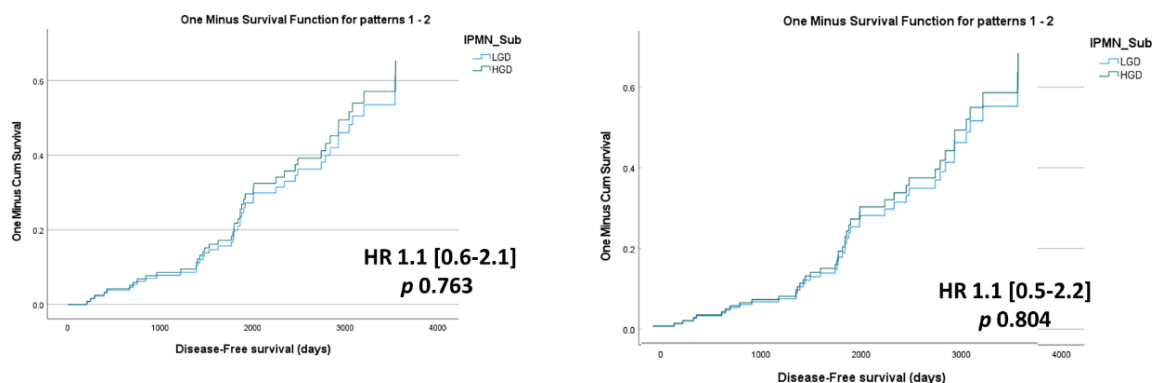 One Minus Survival Function for patterns 1 - 2
IPMN_Sub
LGD
HGD
One Minus Cum Survival
0.6
0.4
0.2
0.0
HR 1.1 [0.6-2.1]
p 0.763
0 1000 2000 3000 4000
Disease-Free survival (days)
One Minus Survival Function for patterns 1 - 2
IPMN_Sub
LGD
HGD
One Minus Cum Survival
0.6
0.4
0.2
0.0
HR 1.1 [0.5-2.2]
p 0.804
0 1000 2000 3000 4000
Disease-Free survival (days)